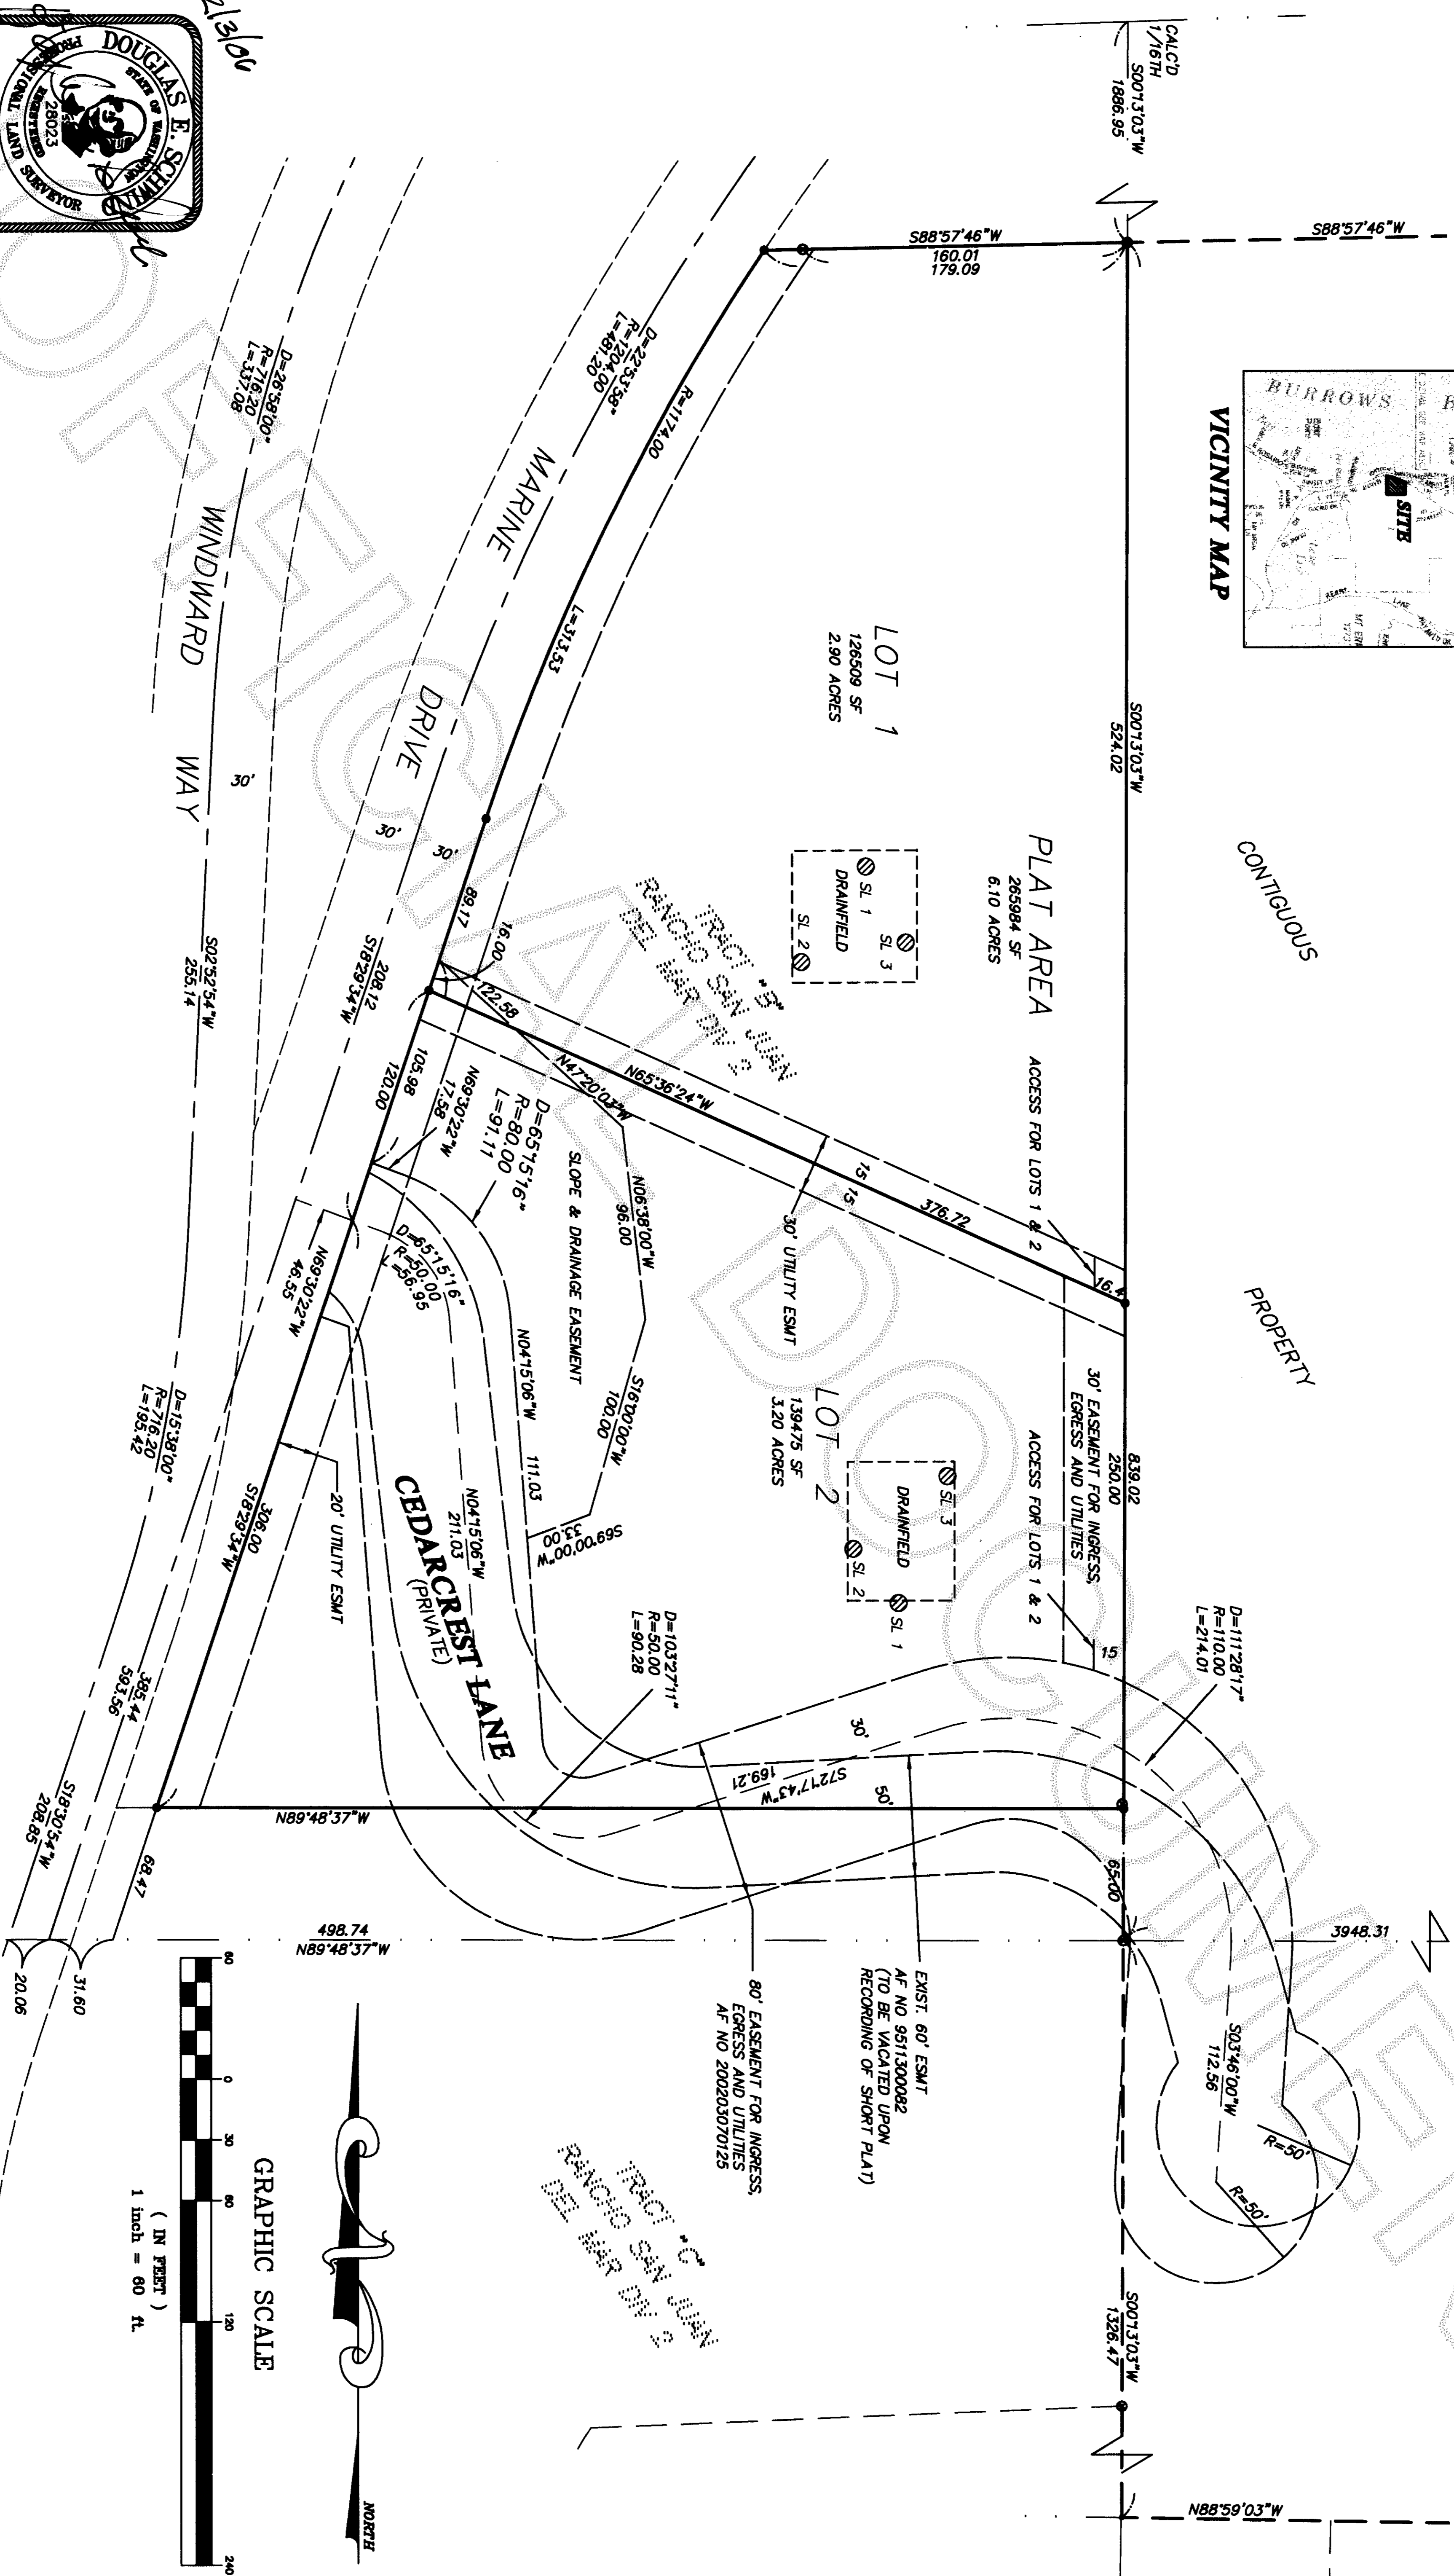 CALC'D
1/16TH
S00°13'03"W
1886.95
S88°57'46"W
160.01
179.09
S88°57'46"W
BURROWS
SITE
VICINITY MAP
2/3/06
DOUGLAS E. SCHWIND
STATE OF WASHINGTON
28023
REGISTERED
PROFESSIONAL LAND SURVEYOR
D=26°58'00"
R=716.20
L=337.08
WINDWARD WAY
30'
S02°52'54"W
255.14
D=22°53'58"
R=1204.00
L=481.20
MARINE DRIVE
R=1174.00
L=313.53
30'
30'
89.17
16.00
208.12
S18°29'34"W
LOT 1
126509 SF
2.90 ACRES
S00°13'03"W
524.02
CONTIGUOUS PROPERTY
PLAT AREA
265984 SF
6.10 ACRES
SL 1
SL 3
DRAINFIELD
SL 2
TRACT "B"
RANCHO SAN JUAN
DEL MAR DIV 2
ACCESS FOR LOTS 1 & 2
122.58
N47°20'03"W
N65°36'24"W
15
15
376.72
16.4
30' UTILITY ESMT
105.98
120.00
N69°30'22"W
17.58
D=65°15'16"
R=80.00
L=91.11
SLOPE & DRAINAGE EASEMENT
N06°38'00"W
96.00
S16°00'00"W
100.00
S69°00'00"W
33.00
N04°15'06"W 111.03
D=65°15'16"
R=50.00
L=56.95
N69°30'22"W
46.55
N04°15'06"W
211.03
CEDARCREST LANE
(PRIVATE)
20' UTILITY ESMT
306.00
S18°29'34"W
D=15°38'00"
R=716.20
L=195.42
LOT 2
139475 SF
3.20 ACRES
SL 3
DRAINFIELD
SL 2
SL 1
839.02
250.00
30' EASEMENT FOR INGRESS,
EGRESS AND UTILITIES
ACCESS FOR LOTS 1 & 2
15
D=111°28'17"
R=110.00
L=214.01
D=103°27'11"
R=50.00
L=90.28
30'
S72°17'43"W
169.21
50'
N89°48'37"W
65.00
385.44
593.56
S18°30'54"W
208.85
68.47
31.60
20.06
498.74
N89°48'37"W
3948.31
EXIST. 60' ESMT
AF NO 9511300082
(TO BE VACATED UPON
RECORDING OF SHORT PLAT)
80' EASEMENT FOR INGRESS,
EGRESS AND UTILITIES
AF NO 200203070125
S03°46'00"W
112.56
R=50'
R=50'
TRACT "C"
RANCHO SAN JUAN
DEL MAR DIV 2
S00°13'03"W
1326.47
N88°59'03"W
NORTH
GRAPHIC SCALE
60 0 30 60 120 240
( IN FEET )
1 inch = 60 ft.